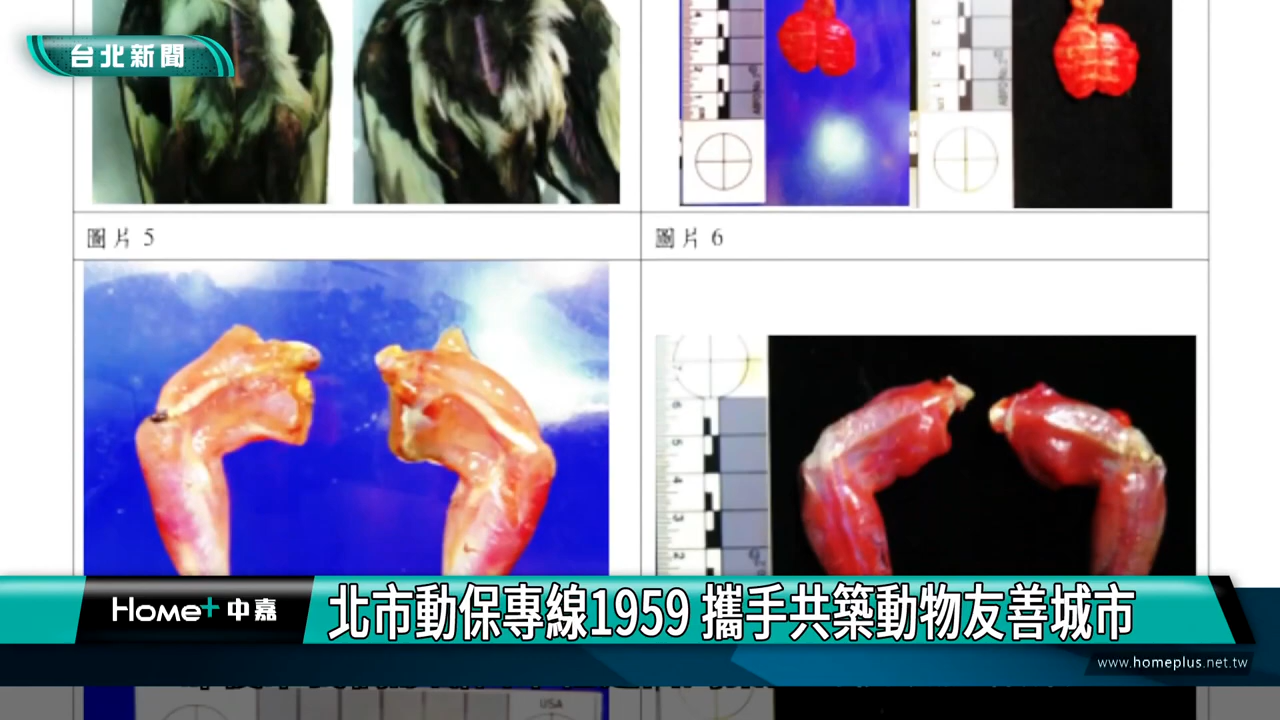 台北新聞
圖片 5
圖片 6
Home+ 中嘉
北市動保專線1959 攜手共築動物友善城市
www.homeplus.net.tw
USA